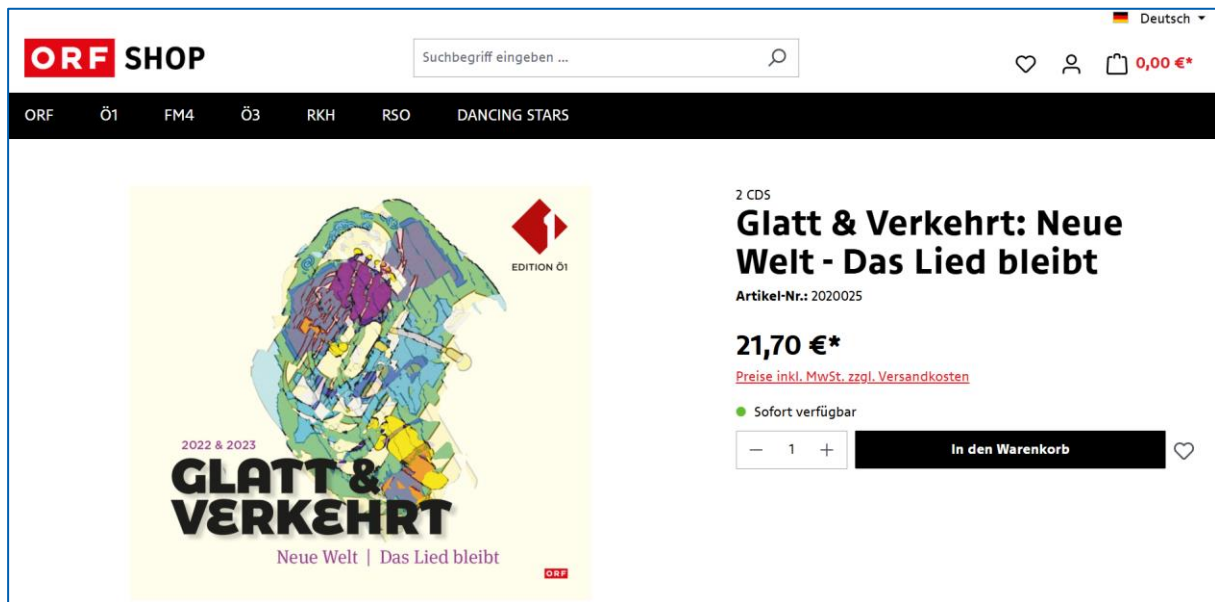 Deutsch
ORF SHOP
Suchbegriff eingeben ...
0,00 €*
ORF Ö1 FM4 Ö3 RKH RSO DANCING STARS
2 CDS
Glatt & Verkehrt: Neue
Welt - Das Lied bleibt
Artikel-Nr.: 2020025
21,70 €*
Preise inkl. MwSt. zzgl. Versandkosten
Sofort verfügbar
− 1 +
In den Warenkorb
1
EDITION Ö1
2022 & 2023
GLATT &
VERKEHRT
Neue Welt | Das Lied bleibt
ORF